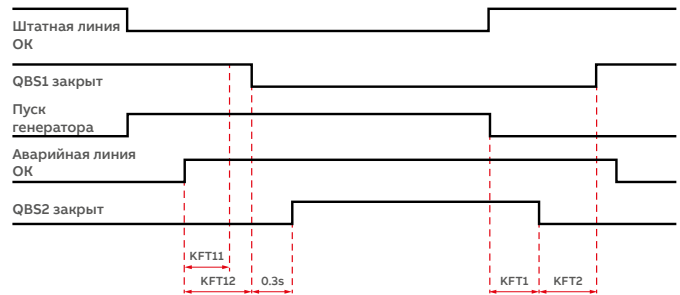 Штатная линия
ОК
QBS1 закрыт
Пуск
генератора
Аварийная линия
ОК
QBS2 закрыт
KFT11
KFT12
0.3s
KFT1
KFT2